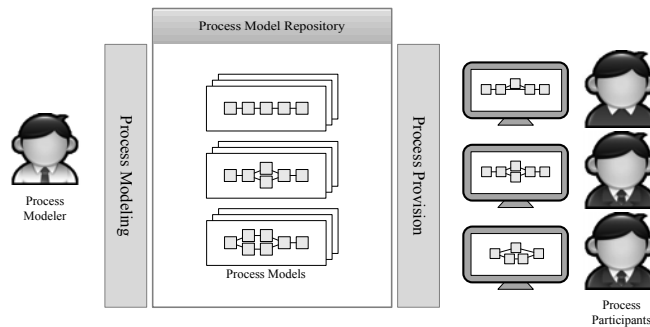 Process Model Repository
Process
Modeler
Process Modeling
Process Models
Process Provision
Process
Participants